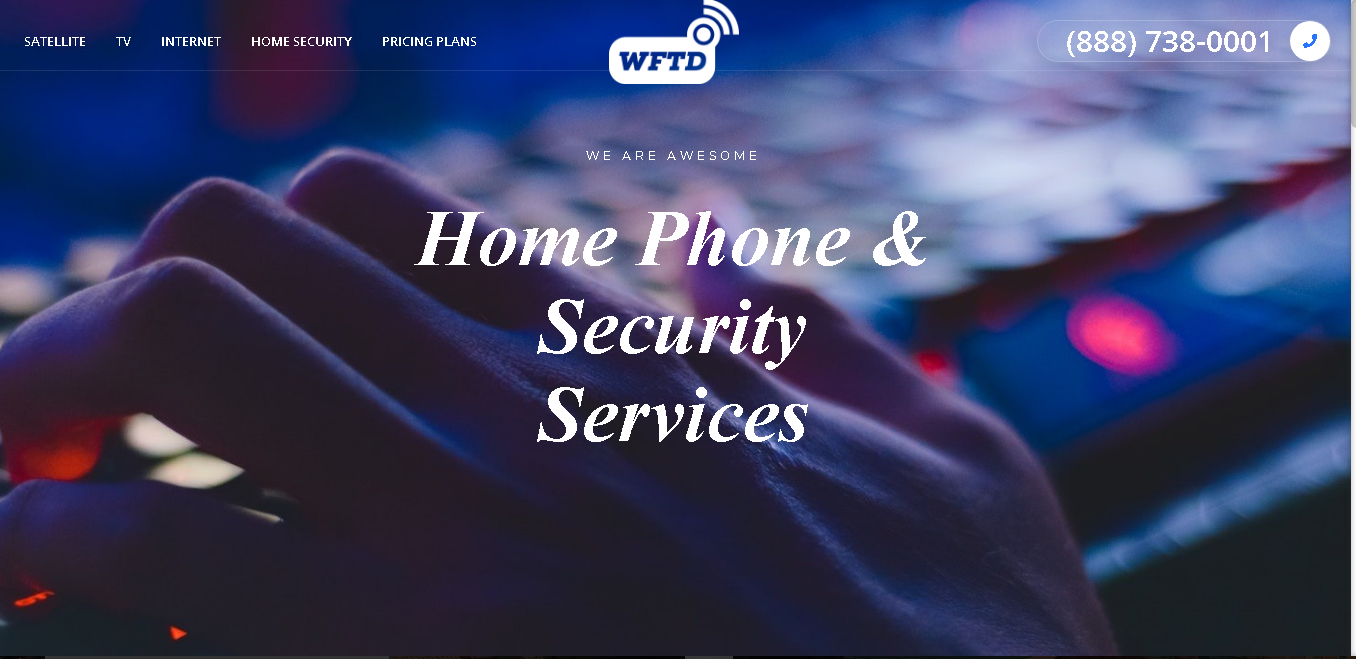 SATELLITE TV INTERNET HOME SECURITY PRICING PLANS
WFTD
(888) 738-0001
WE ARE AWESOME
Home Phone &
Security
Services